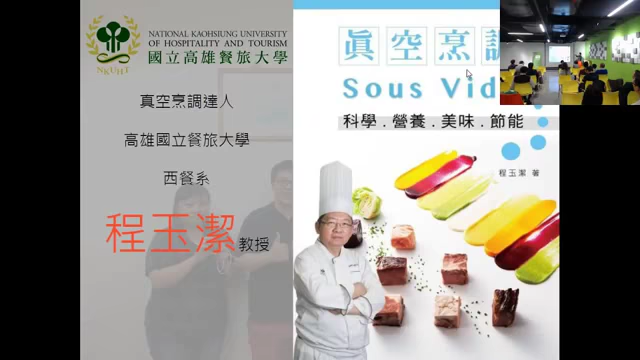 NATIONAL KAOHSIUNG UNIVERSITY
OF HOSPITALITY AND TOURISM
國立高雄餐旅大學
NKUHT
真空烹調達人
高雄國立餐旅大學
西餐系
程玉潔教授
真空烹調
Sous Vid
科學.營養.美味.節能
程玉潔 著